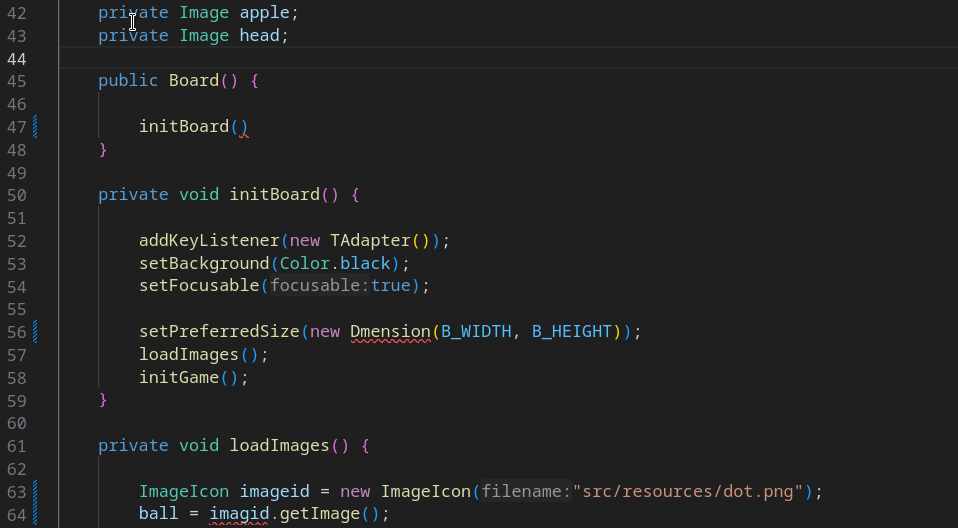 42 private Image apple;
43 private Image head;
44
45 public Board() {
46
47 initBoard()
48 }
49
50 private void initBoard() {
51
52 addKeyListener(new TAdapter());
53 setBackground(Color.black);
54 setFocusable(focusable:true);
55
56 setPreferredSize(new Dmension(B_WIDTH, B_HEIGHT));
57 loadImages();
58 initGame();
59 }
60
61 private void loadImages() {
62
63 ImageIcon imageid = new ImageIcon(filename:"src/resources/dot.png");
64 ball = imagid.getImage();